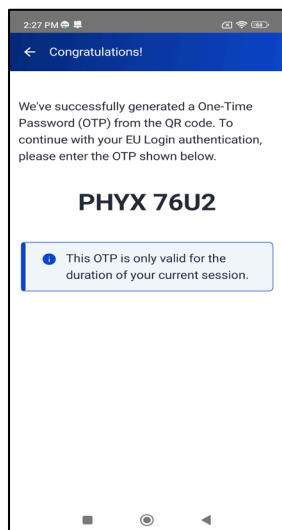 2:27 PM
Congratulations!
We've successfully generated a One-Time
Password (OTP) from the QR code. To
continue with your EU Login authentication,
please enter the OTP shown below.
PHYX 76U2
This OTP is only valid for the
duration of your current session.